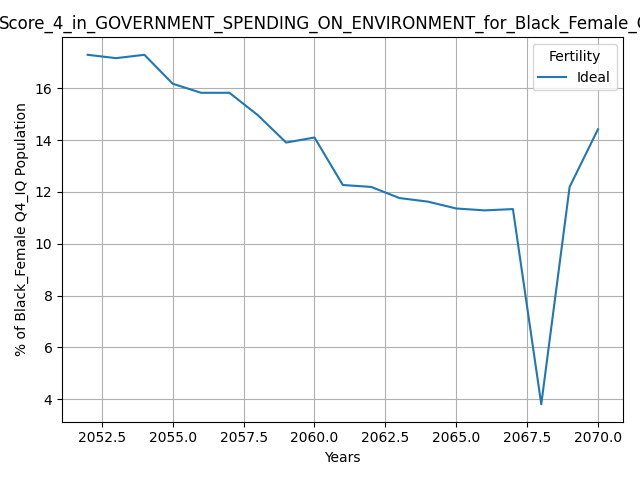 Score_4_in_GOVERNMENT_SPENDING_ON_ENVIRONMENT_for_Black_Female_
Fertility
Ideal
% of Black_Female Q4_IQ Population
16
14
12
10
8
6
4
2052.5 2055.0 2057.5 2060.0 2062.5 2065.0 2067.5 2070.0
Years